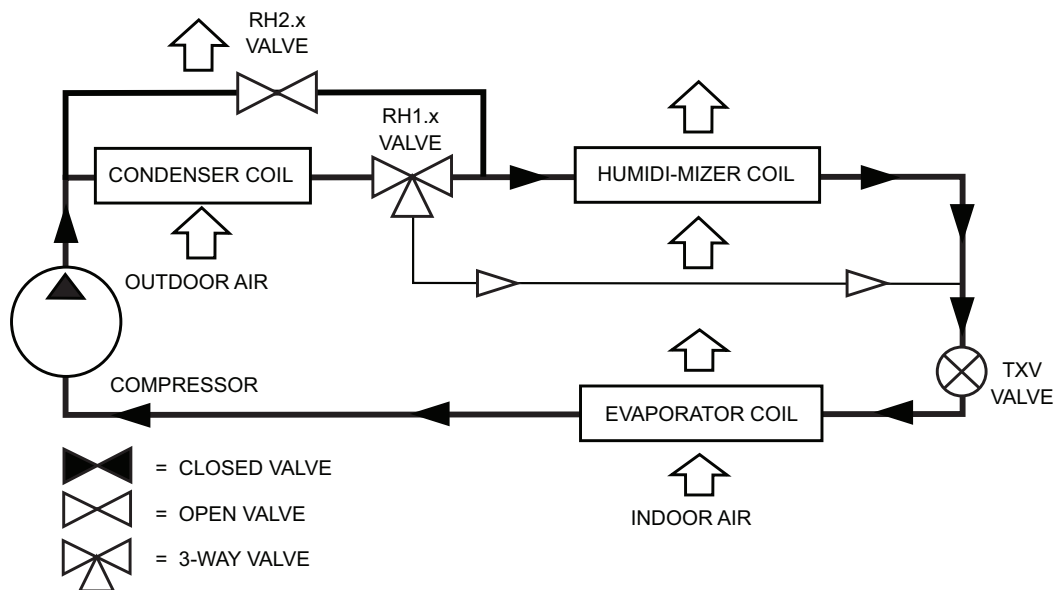 RH2.x
VALVE
RH1.x
VALVE
CONDENSER COIL
HUMIDI-MIZER COIL
OUTDOOR AIR
COMPRESSOR
TXV
VALVE
EVAPORATOR COIL
INDOOR AIR
= CLOSED VALVE
= OPEN VALVE
= 3-WAY VALVE